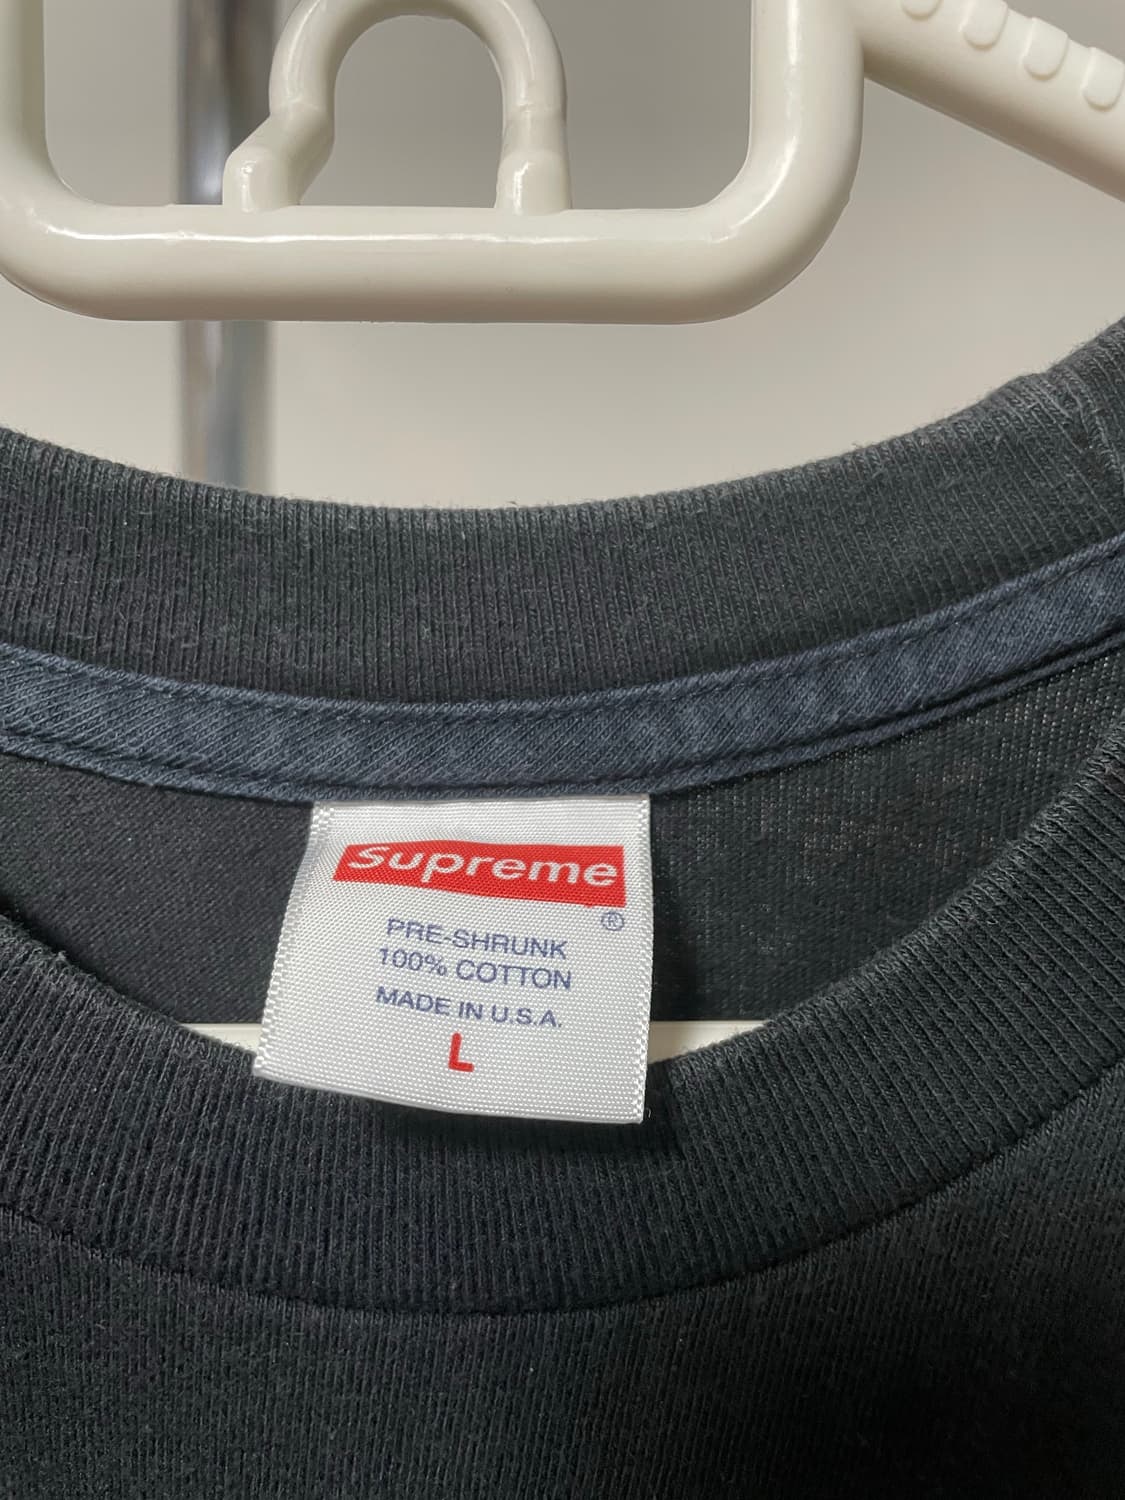 Supreme
®
PRE-SHRUNK
100% COTTON
MADE IN U.S.A.
L